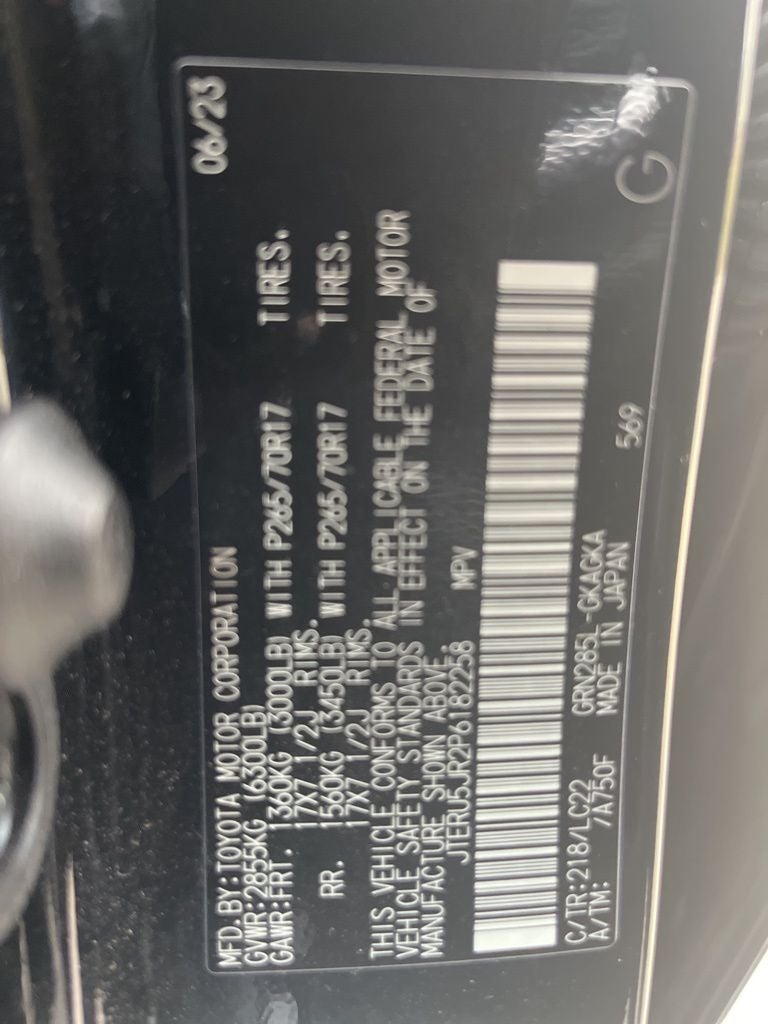 MFD.BY:TOYOTA MOTOR CORPORATION 06/23
GVWR:2855KG (6300LB)
GAWR:FRT. 1360KG (3000LB) WITH P265/70R17 TIRES.
17X7 1/2J RIMS.
RR. 1560KG (3450LB) WITH P265/70R17 TIRES.
17X7 1/2J RIMS.
THIS VEHICLE CONFORMS TO ALL APPLICABLE FEDERAL MOTOR
VEHICLE SAFETY STANDARDS IN EFFECT ON THE DATE OF
MANUFACTURE SHOWN ABOVE.
JTERU5JR2P6182258 MPV
C/TR:218/LC22 GRN285L-GKAGKA 569 G
A/TM: /A750F MADE IN JAPAN